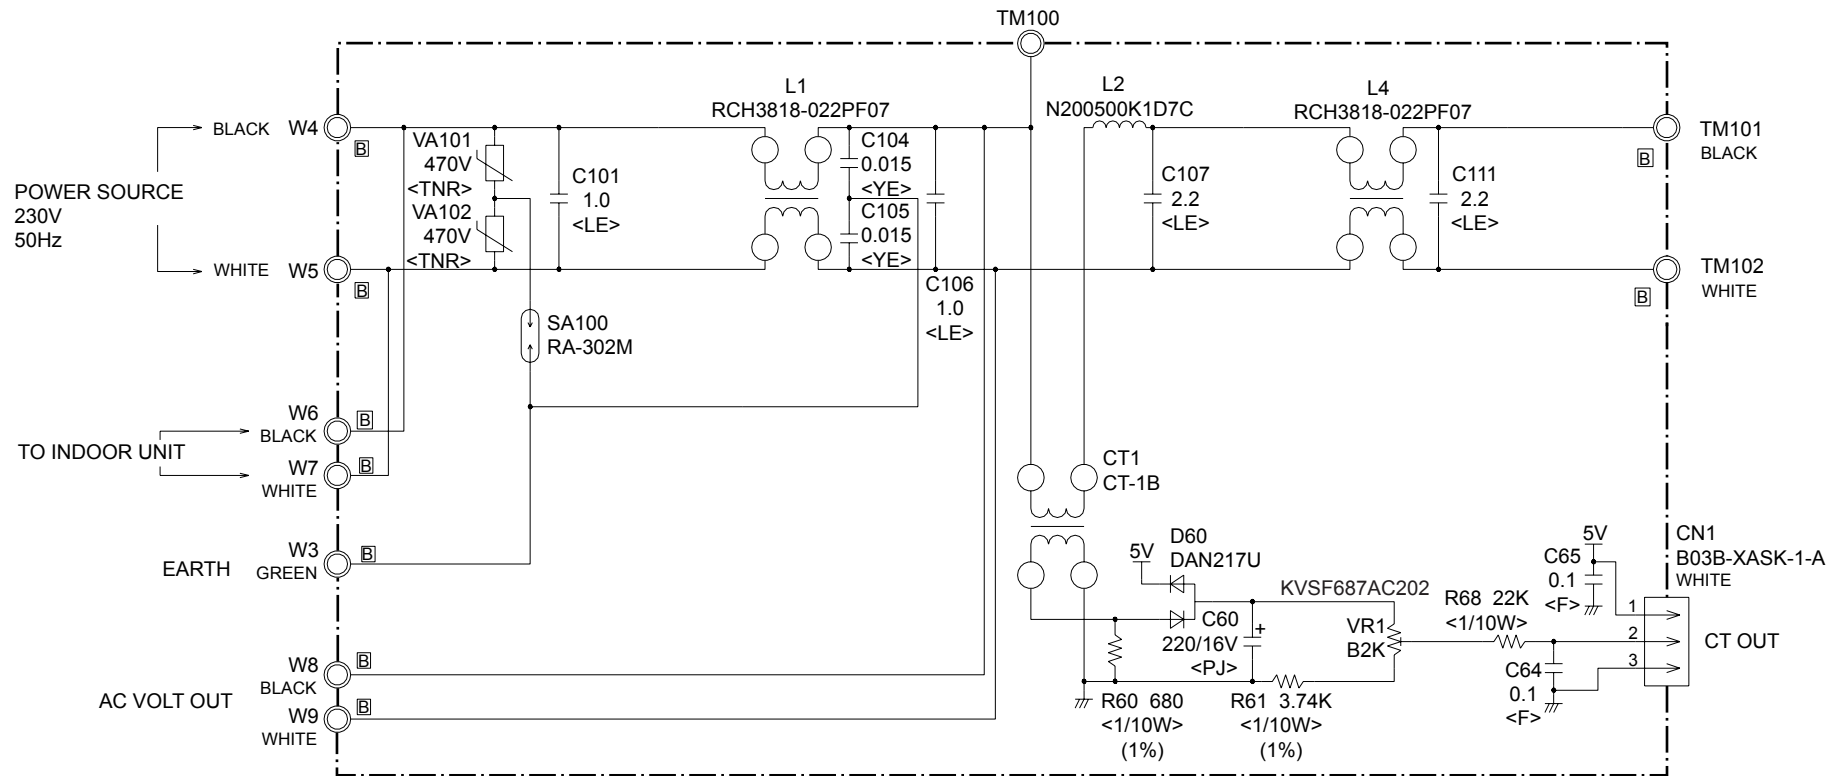 TM100
L1
RCH3818-022PF07
L2
N200500K1D7C
L4
RCH3818-022PF07
BLACK W4
B
VA101
470V
<TNR>
VA102
470V
<TNR>
C101
1.0
<LE>
C104
0.015
<YE>
C105
0.015
<YE>
C106
1.0
<LE>
C107
2.2
<LE>
C111
2.2
<LE>
TM101
BLACK
B
POWER SOURCE
230V
50Hz
WHITE W5
B
TM102
WHITE
B
SA100
RA-302M
W6
BLACK
B
TO INDOOR UNIT
W7
WHITE
B
CT1
CT-1B
W3
EARTH GREEN
B
5V
D60
DAN217U
C60
220/16V
+
<PJ>
KVSF687AC202
VR1
B2K
R68 22K
<1/10W>
5V
C65
0.1
<F>
CN1
B03B-XASK-1-A
WHITE
1
2
3
CT OUT
C64
0.1
<F>
W8
BLACK
B
AC VOLT OUT
W9
WHITE
B
R60 680
<1/10W>
(1%)
R61 3.74K
<1/10W>
(1%)